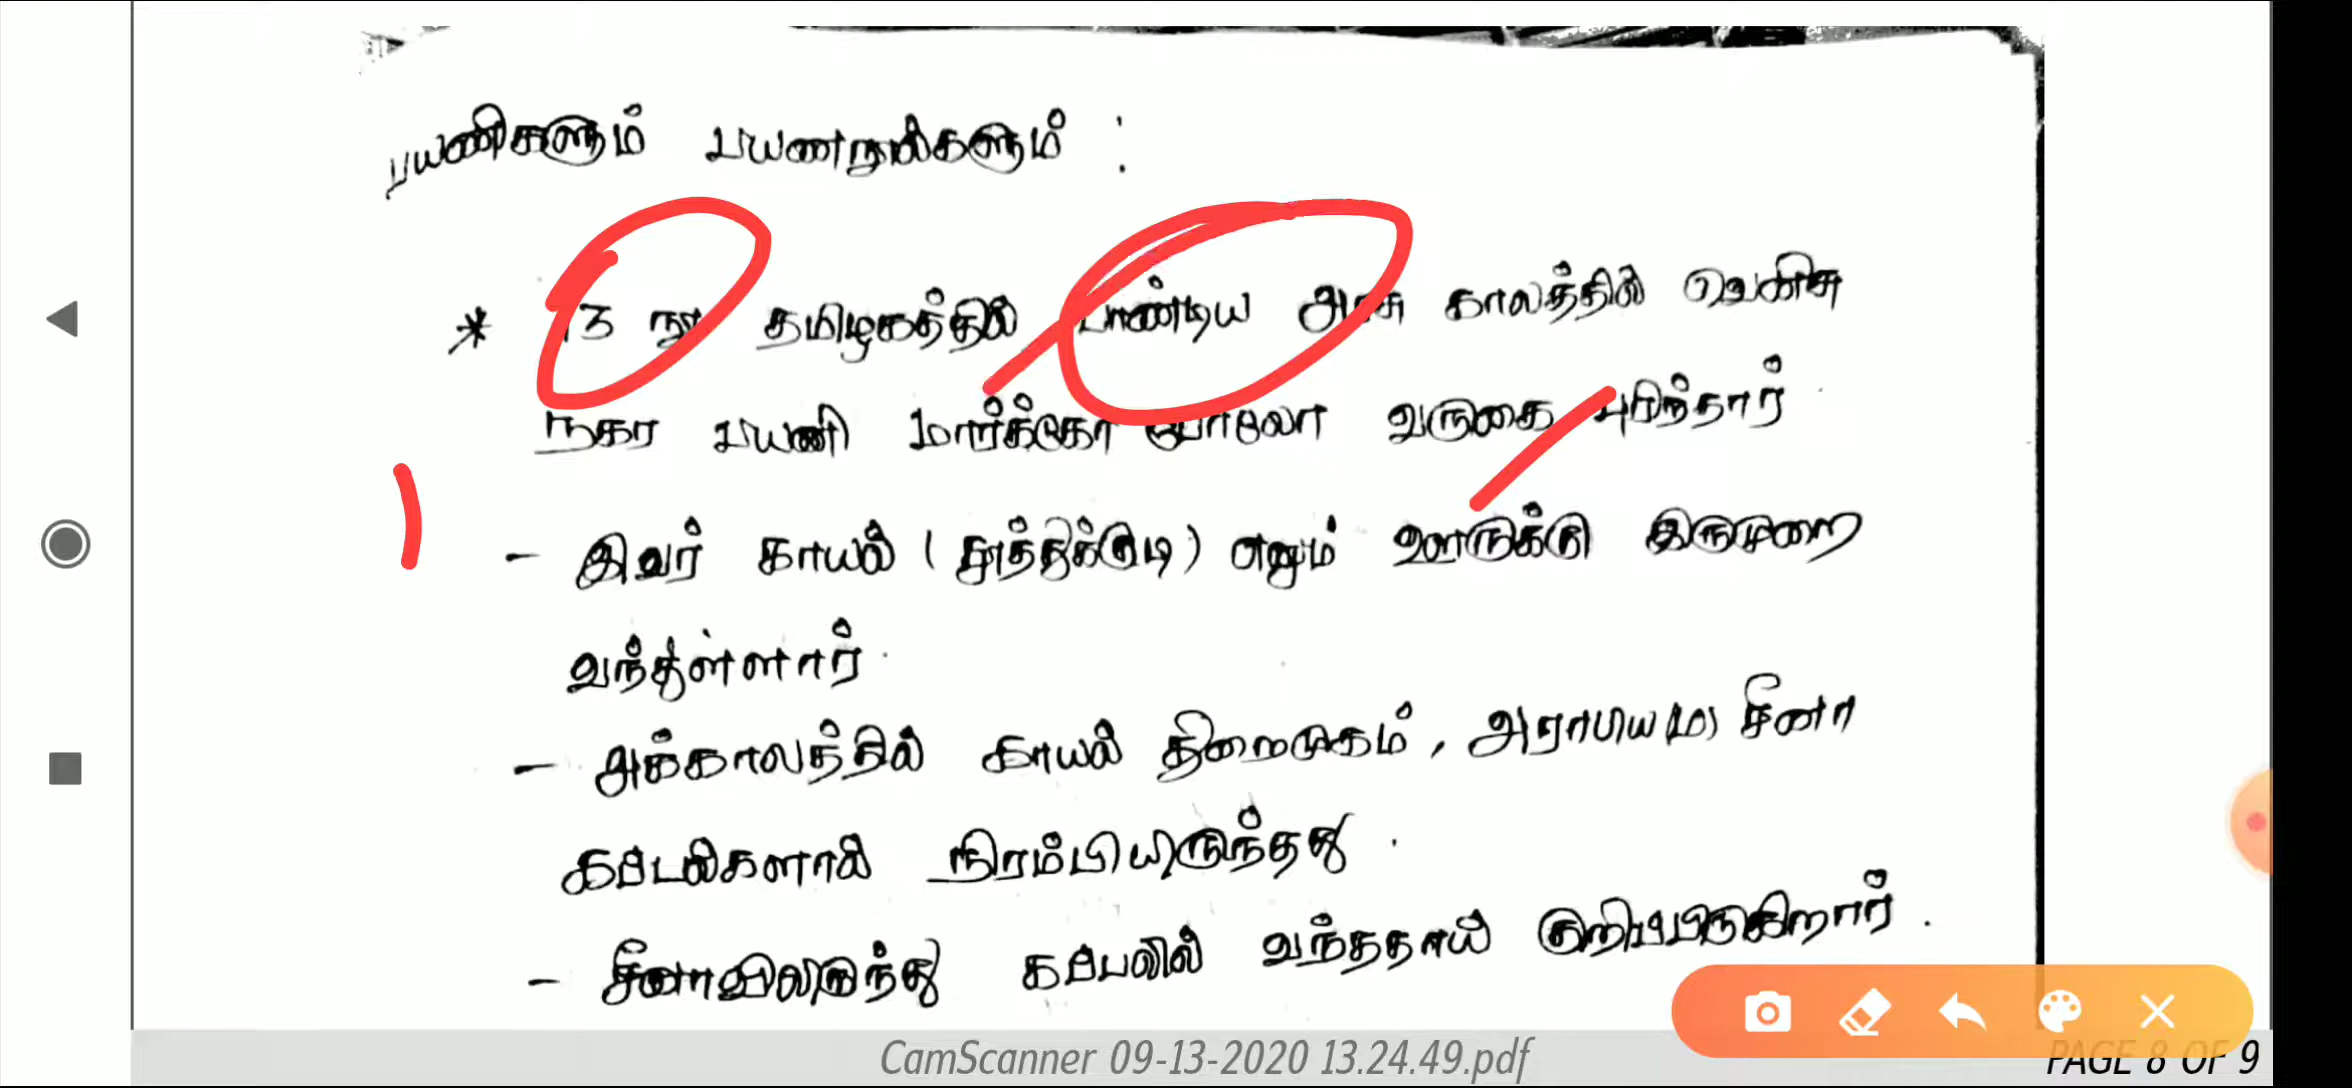 பயணிகளும் பயணநூல்களும் :
* 13 நூ தமிழகத்தில் பாண்டிய அரசு காலத்தில் வெனிசு
நகர பயணி மார்க்கோ போலோ வருகை புரிந்தார்
- இவர் காயல் (தூத்துக்குடி) எனும் ஊருக்கு இருமுறை
வந்துள்ளார்.
- அக்காலத்தில் காயல் துறைமுகம், அராபிய (ம) சீனா
கப்பல்களால் நிரம்பியிருந்தது.
- சீனாவிலிருந்து கப்பலில் வந்ததாய் குறிப்பிடுகிறார்.
CamScanner 09-13-2020 13.24.49.pdf
PAGE 8 OF 9